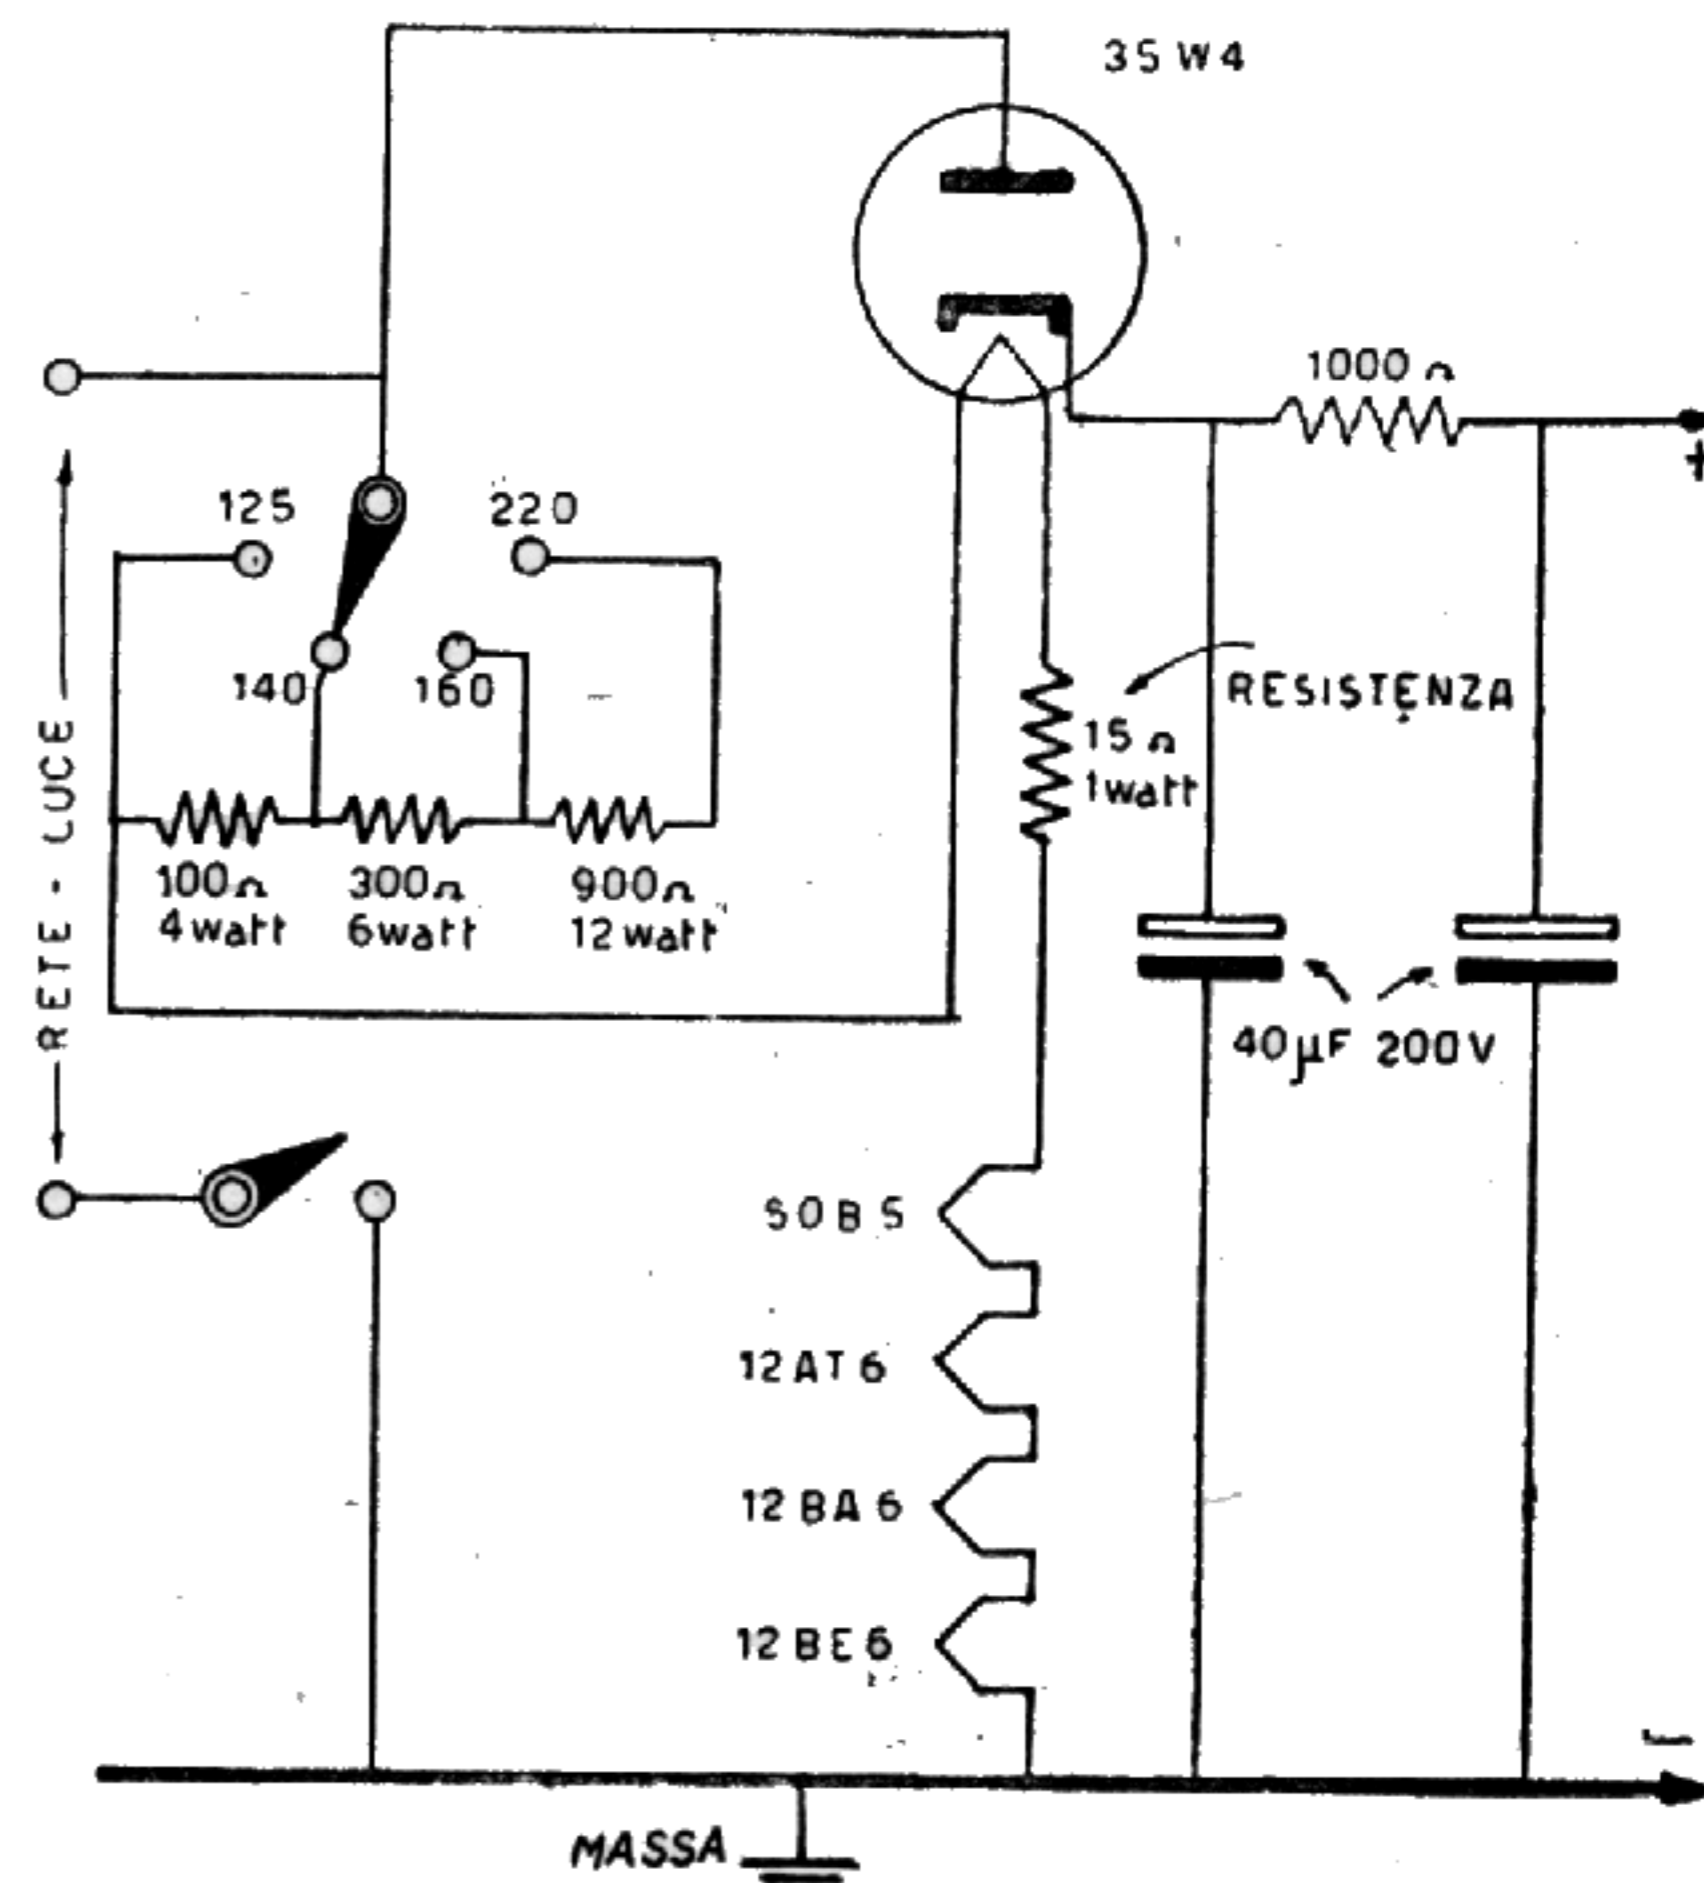 35W4
1000 Ω
+
125
220
140
160
RESISTENZA
15 Ω
1watt
RETE - LUCE
100Ω
4watt
300Ω
6watt
900Ω
12watt
40µF 200V
50B5
12AT6
12BA6
12BE6
-
MASSA